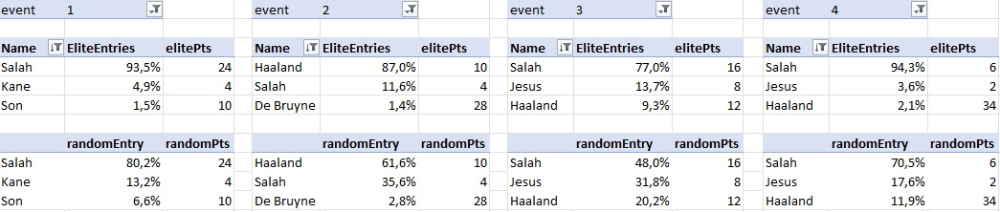 event 1 event 2 event 3 event 4
Name EliteEntries elitePts Name EliteEntries elitePts Name EliteEntries elitePts Name EliteEntries elitePts
Salah 93,5% 24 Haaland 87,0% 10 Salah 77,0% 16 Salah 94,3% 6
Kane 4,9% 4 Salah 11,6% 4 Jesus 13,7% 8 Jesus 3,6% 2
Son 1,5% 10 De Bruyne 1,4% 28 Haaland 9,3% 12 Haaland 2,1% 34
randomEntry randomPts randomEntry randomPts randomEntry randomPts randomEntry randomPts
Salah 80,2% 24 Haaland 61,6% 10 Salah 48,0% 16 Salah 70,5% 6
Kane 13,2% 4 Salah 35,6% 4 Jesus 31,8% 8 Jesus 17,6% 2
Son 6,6% 10 De Bruyne 2,8% 28 Haaland 20,2% 12 Haaland 11,9% 34